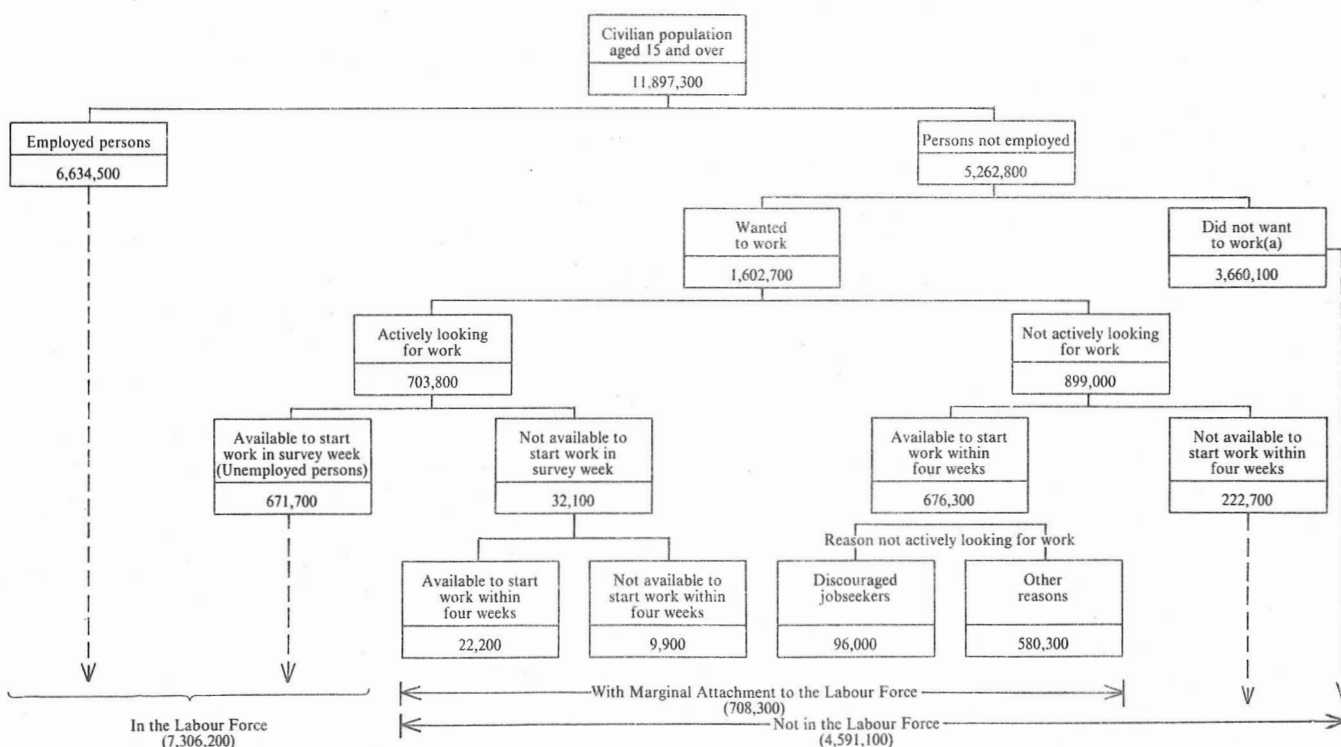 Civilian population
aged 15 and over
11,897,300
Employed persons
6,634,500
Persons not employed
5,262,800
Wanted
to work
1,602,700
Did not want
to work(a)
3,660,100
Actively looking
for work
703,800
Not actively looking
for work
899,000
Available to start
work in survey week
(Unemployed persons)
671,700
Not available to
start work in
survey week
32,100
Available to start
work within
four weeks
676,300
Not available to
start work within
four weeks
222,700
Reason not actively looking for work
Available to start
work within
four weeks
22,200
Not available to
start work within
four weeks
9,900
Discouraged
jobseekers
96,000
Other
reasons
580,300
With Marginal Attachment to the Labour Force
(708,300)
In the Labour Force
(7,306,200)
Not in the Labour Force
(4,591,100)